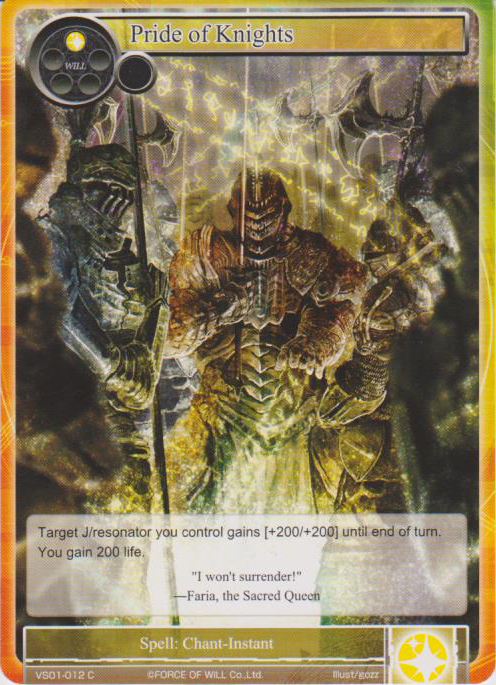 Pride of Knights
WILL
Target J/resonator you control gains [+200/+200] until end of turn.
You gain 200 life.
"I won't surrender!"
—Faria, the Sacred Queen
Spell: Chant-Instant
VS01-012 C ©FORCE OF WILL Co.,Ltd. Illust/gozz